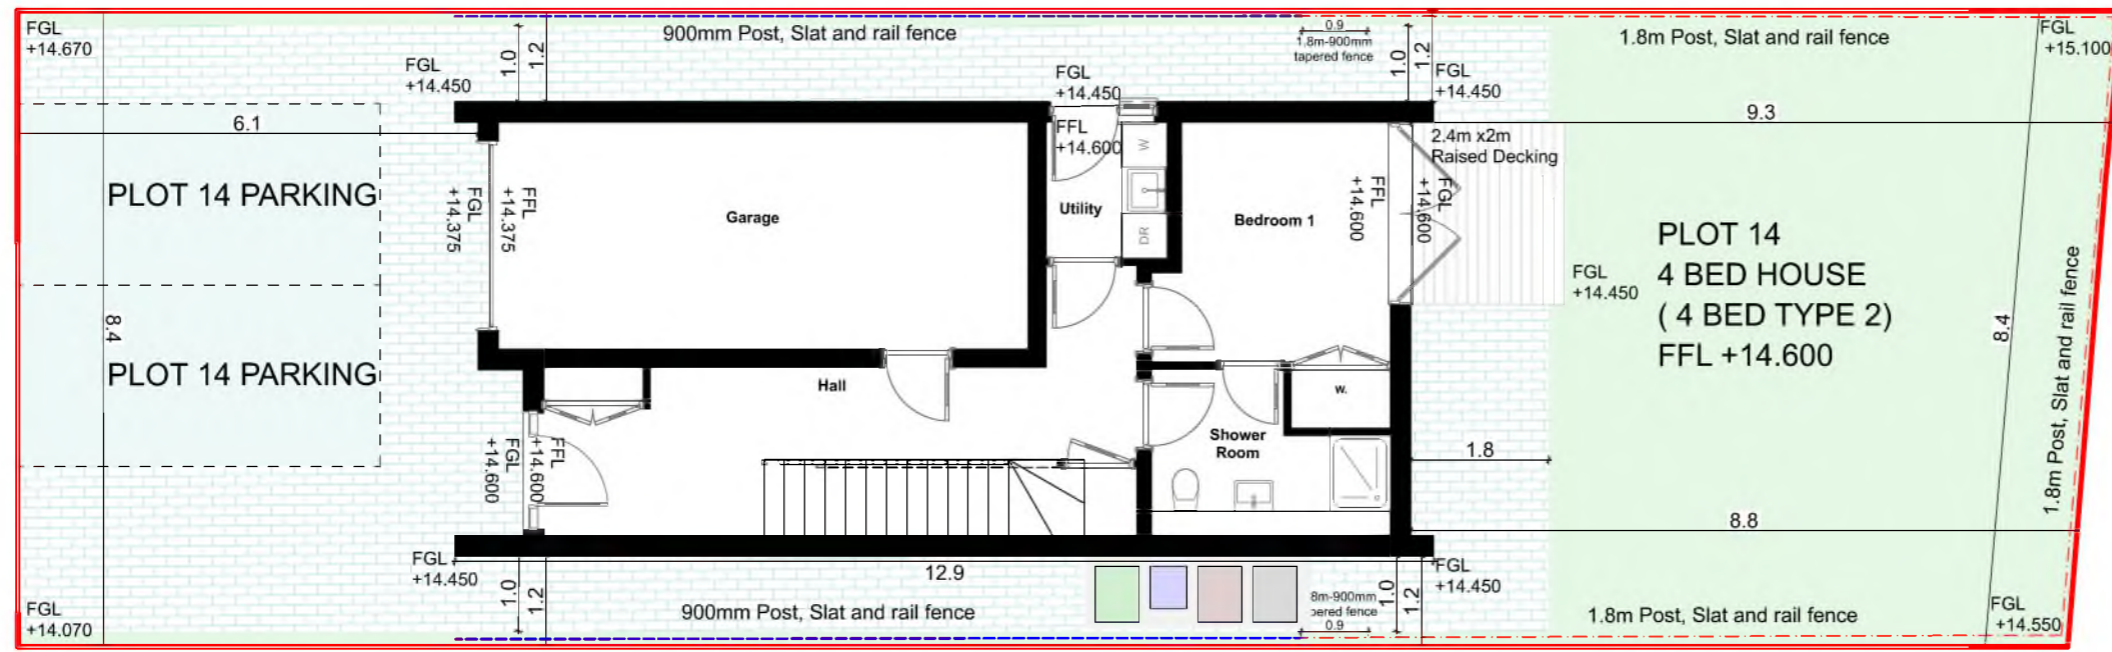 FGL
+14.670
900mm Post, Slat and rail fence
0.9
1.8m-900mm
tapered fence
1.8m Post, Slat and rail fence
FGL
+15.100
FGL
+14.450
1.0
1.2
FGL
+14.450
1.0
1.2
FGL
+14.450
6.1
9.3
FFL
+14.600
W
2.4m x2m
Raised Decking
PLOT 14 PARKING
FGL
+14.375
FFL
+14.375
Garage
Utility
DR
Bedroom 1
FFL
+14.600
FGL
+14.600
PLOT 14
4 BED HOUSE
( 4 BED TYPE 2)
FFL +14.600
FGL
+14.450
8.4
8.4
1.8m Post, Slat and rail fence
PLOT 14 PARKING
Hall
w.
Shower
Room
1.8
FGL
+14.600
FFL
+14.600
8.8
FGL
+14.450
12.9
FGL
+14.450
1.0
1.2
1.0
1.2
FGL
+14.070
900mm Post, Slat and rail fence
8m-900mm
pered fence
0.9
1.8m Post, Slat and rail fence
FGL
+14.550